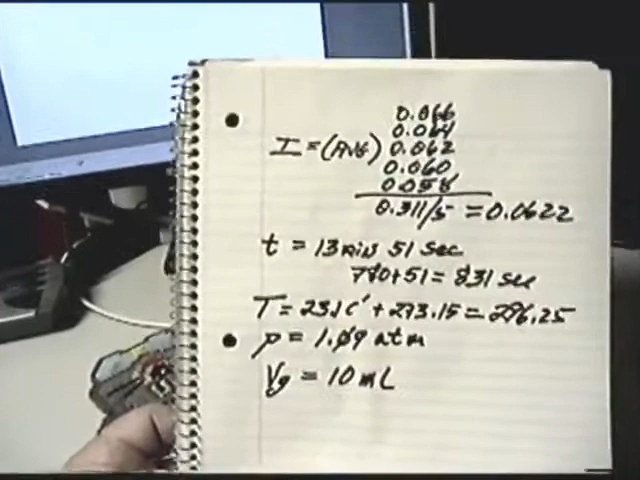 0.066
0.064
I = (AVG) 0.062
0.060
0.058
0.311/5 = 0.0622
t = 13 min 51 sec
780 + 51 = 831 sec
T = 23.1 C° + 273.15 = 296.25
p = 1.09 atm
Vg = 10 mL